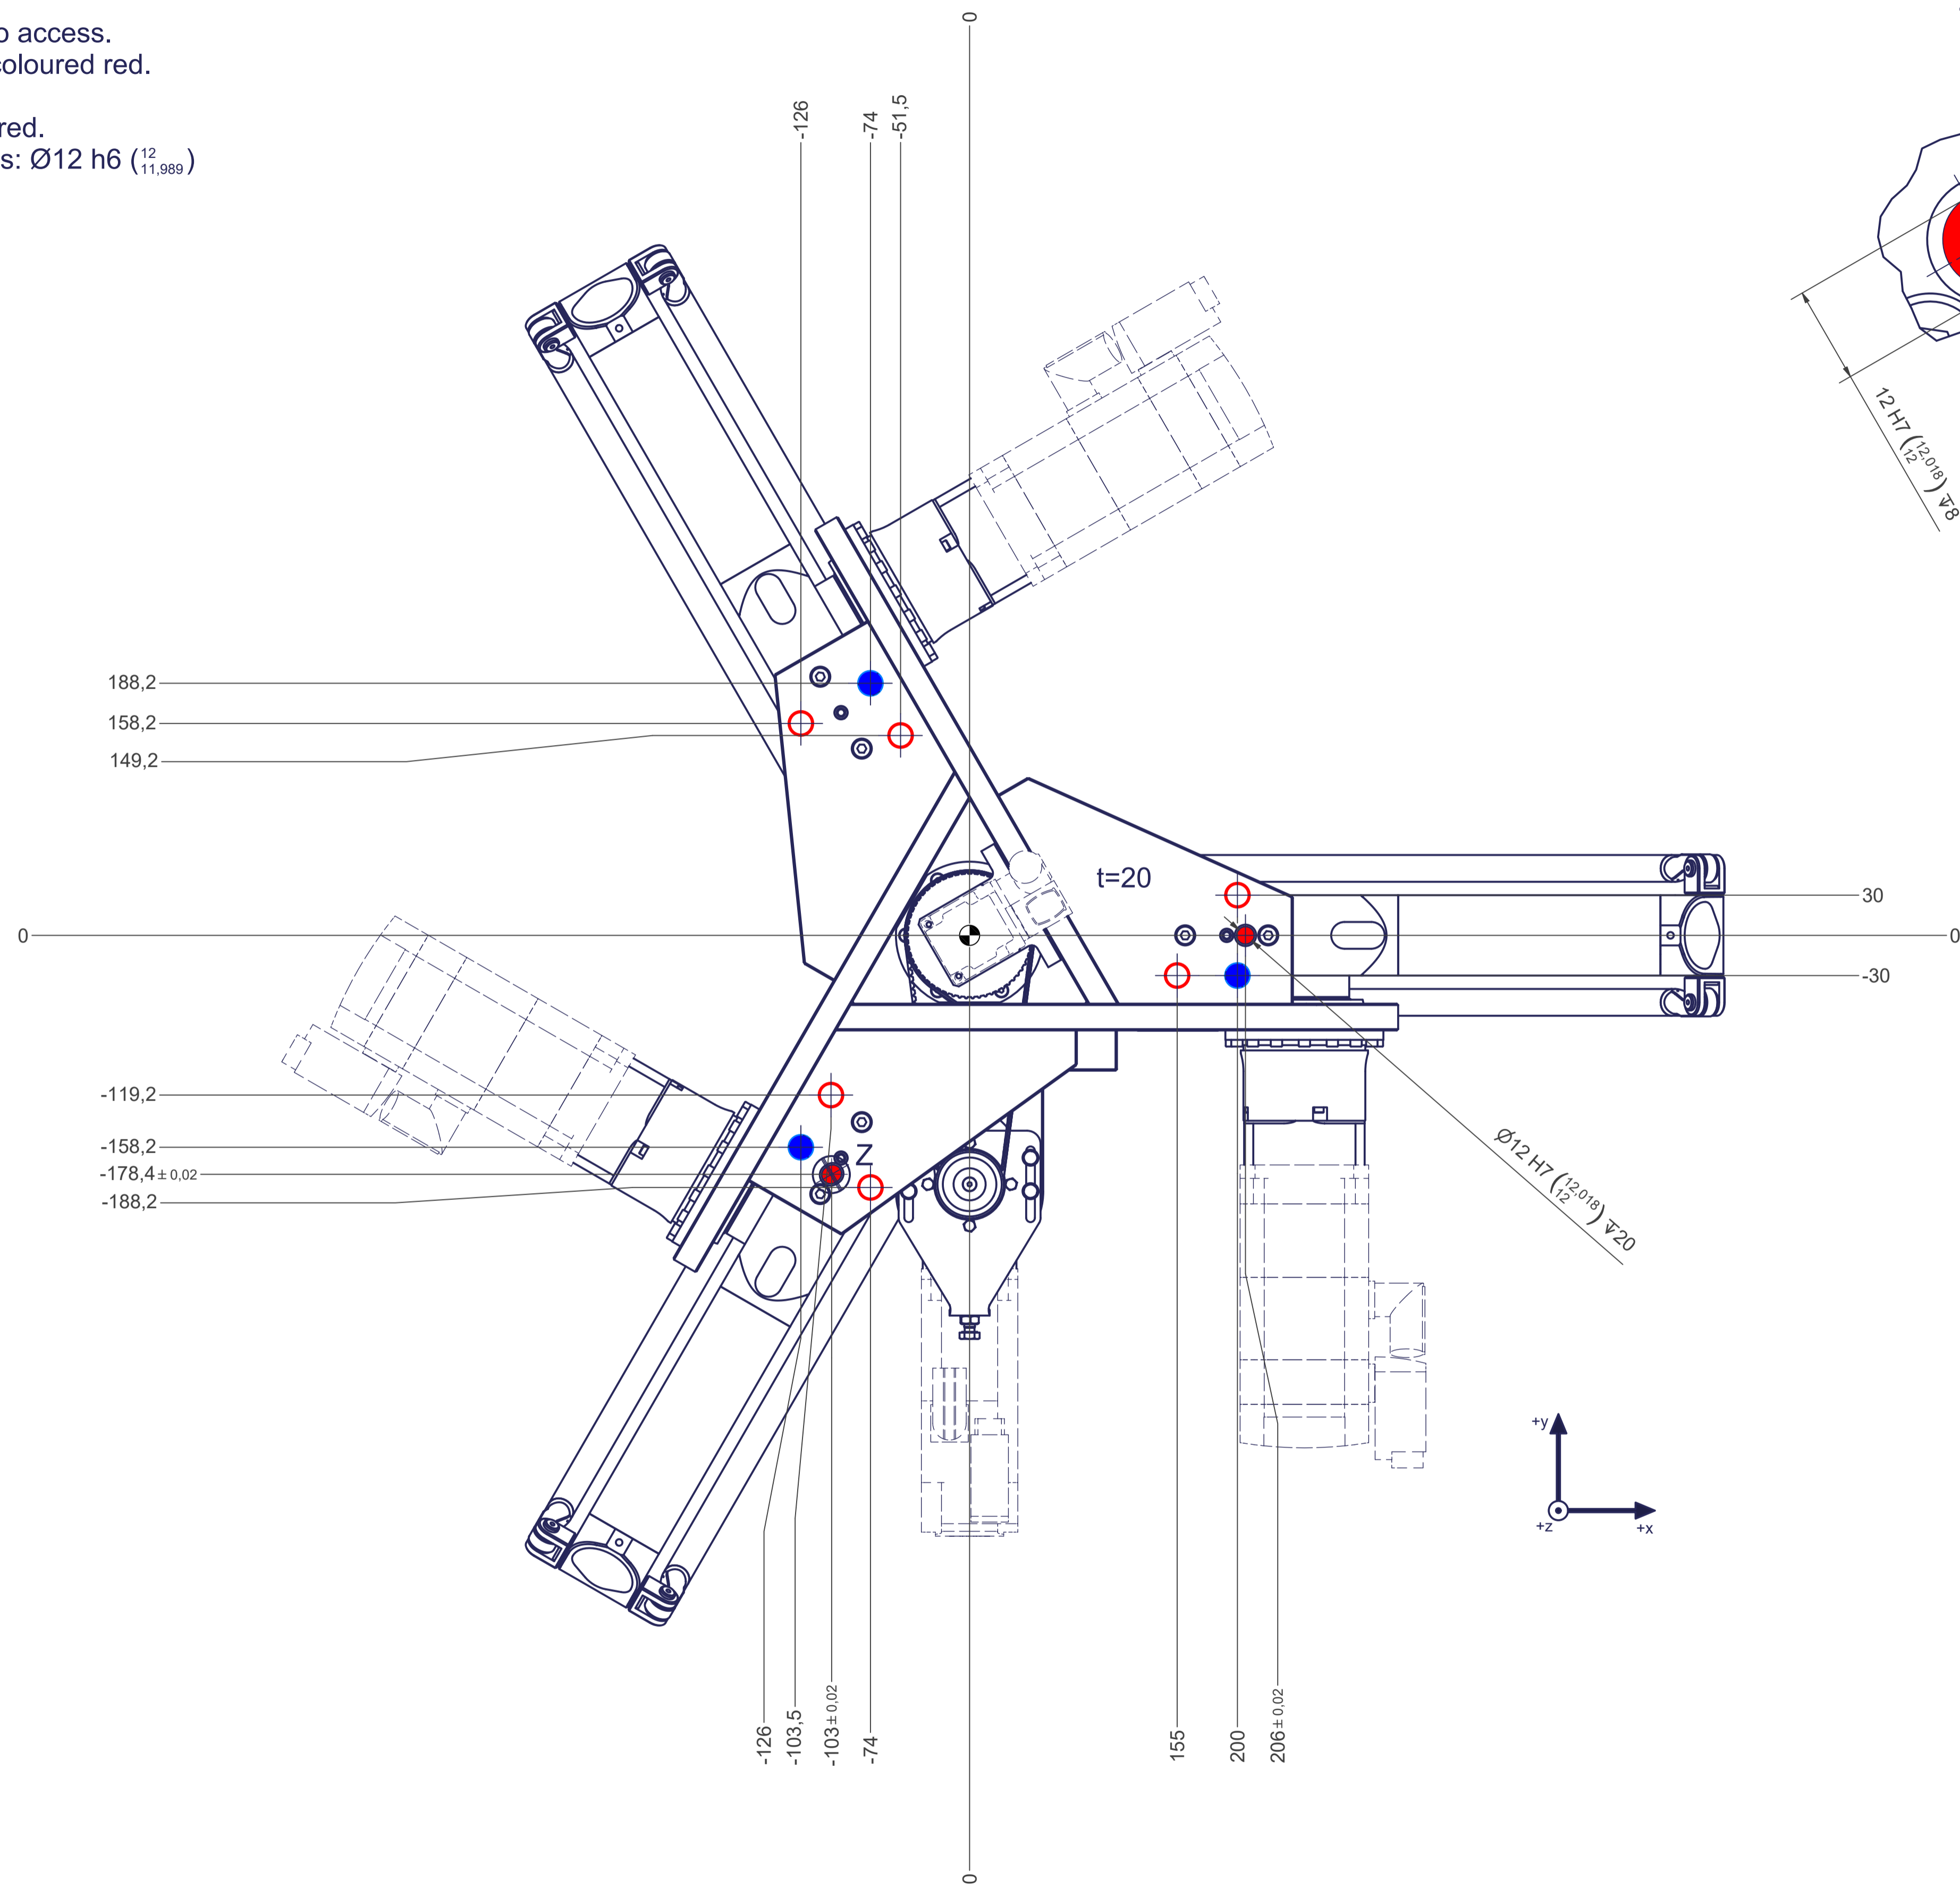 o access.
coloured red.
red.
s: Ø12 h6 (12 11,989)
0
-126
-74
-51,5
12 H7 (12,018 12) ↧8
188,2
158,2
149,2
t=20
30
0
0
-30
-119,2
-158,2
-178,4 ± 0,02
-188,2
Z
Ø12 H7 (12,018 12) ↧20
+y
+z
+x
-126
-103,5
-103 ± 0,02
-74
155
200
206 ± 0,02
0